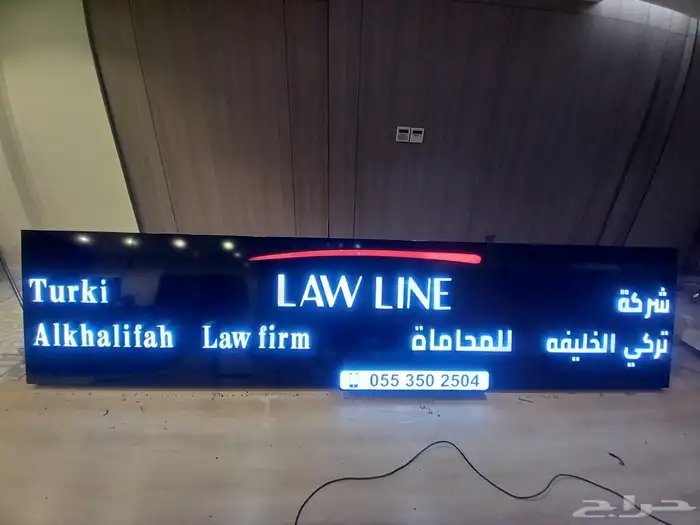 LAW LINE
Turki
Alkhalifah Law firm
شركة
تركي الخليفه للمحاماة
055 350 2504
حراج